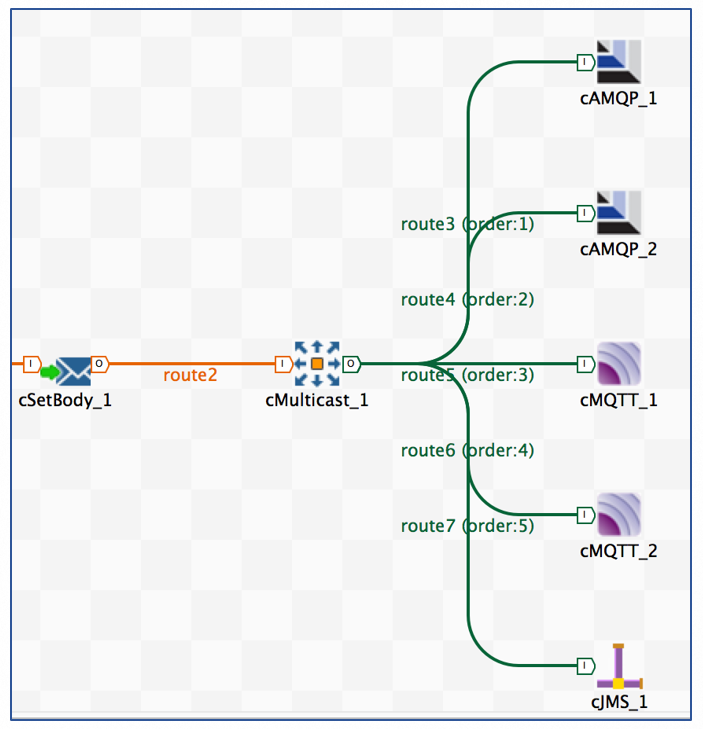 cAMQP_1
route3 (order:1)
cAMQP_2
route4 (order:2)
I
O
I
O
I
I
I
I
I
cSetBody_1
route2
cMulticast_1
route5 (order:3)
cMQTT_1
route6 (order:4)
route7 (order:5)
cMQTT_2
cJMS_1